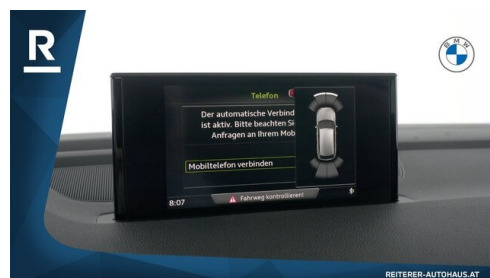 R
BMW
Telefon
Der automatische Verbind
ist aktiv. Bitte beachten Si
Anfragen an Ihrem Mob
Mobiltelefon verbinden
8:07
Fahrweg kontrollieren!
REITERER-AUTOHAUS.AT